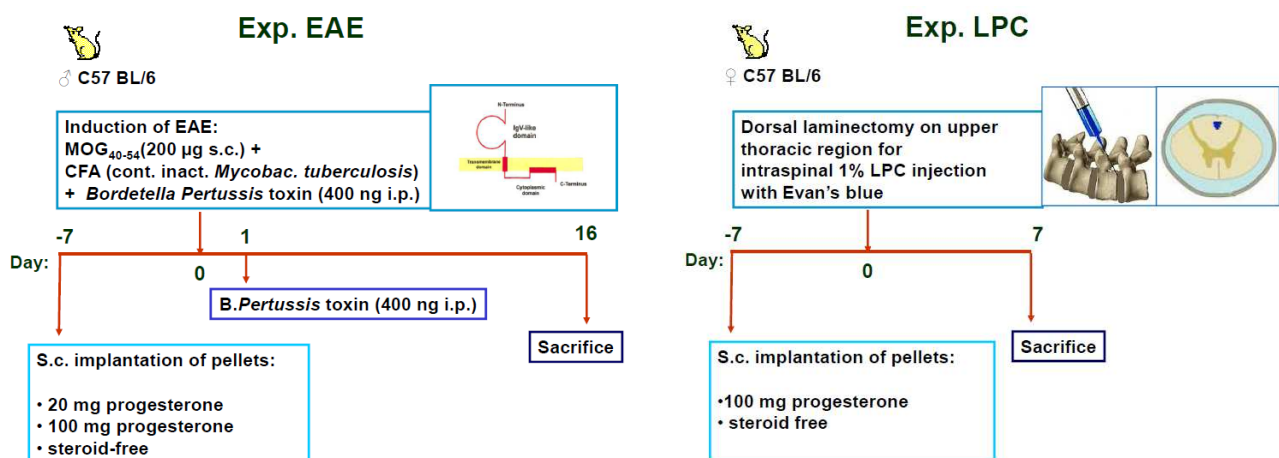 Exp. EAE
♂ C57 BL/6
Induction of EAE:
MOG40-54(200 µg s.c.) +
CFA (cont. inact. Mycobac. tuberculosis)
+ Bordetella Pertussis toxin (400 ng i.p.)
N-Terminus
IgV-like
domain
Transmembrane
domain
C-Terminus
Cytoplasmic
domain
-7
1
16
Day:
0
B.Pertussis toxin (400 ng i.p.)
Sacrifice
S.c. implantation of pellets:
• 20 mg progesterone
• 100 mg progesterone
• steroid-free
Exp. LPC
♀ C57 BL/6
Dorsal laminectomy on upper
thoracic region for
intraspinal 1% LPC injection
with Evan's blue
-7
7
Day:
0
Sacrifice
S.c. implantation of pellets:
•100 mg progesterone
• steroid free